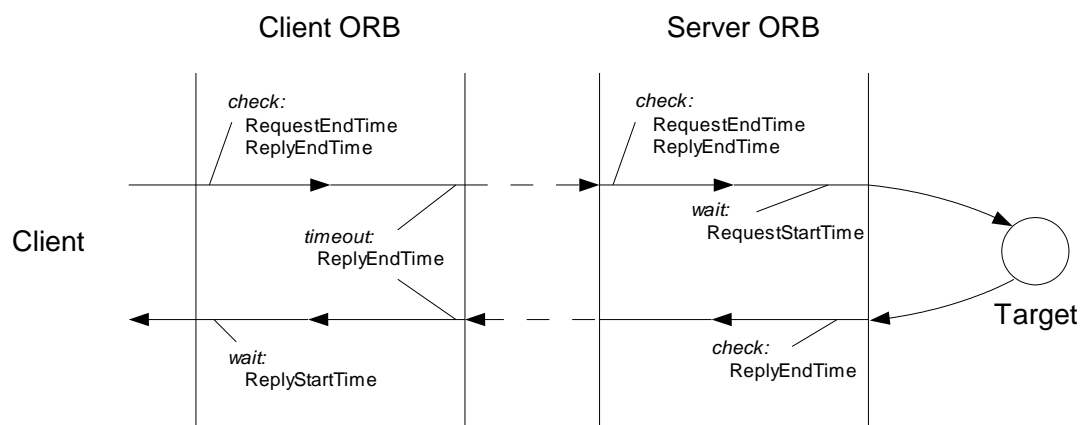 Client ORB
Server ORB
check:
RequestEndTime
ReplyEndTime
check:
RequestEndTime
ReplyEndTime
wait:
RequestStartTime
Client
timeout:
ReplyEndTime
Target
wait:
ReplyStartTime
check:
ReplyEndTime